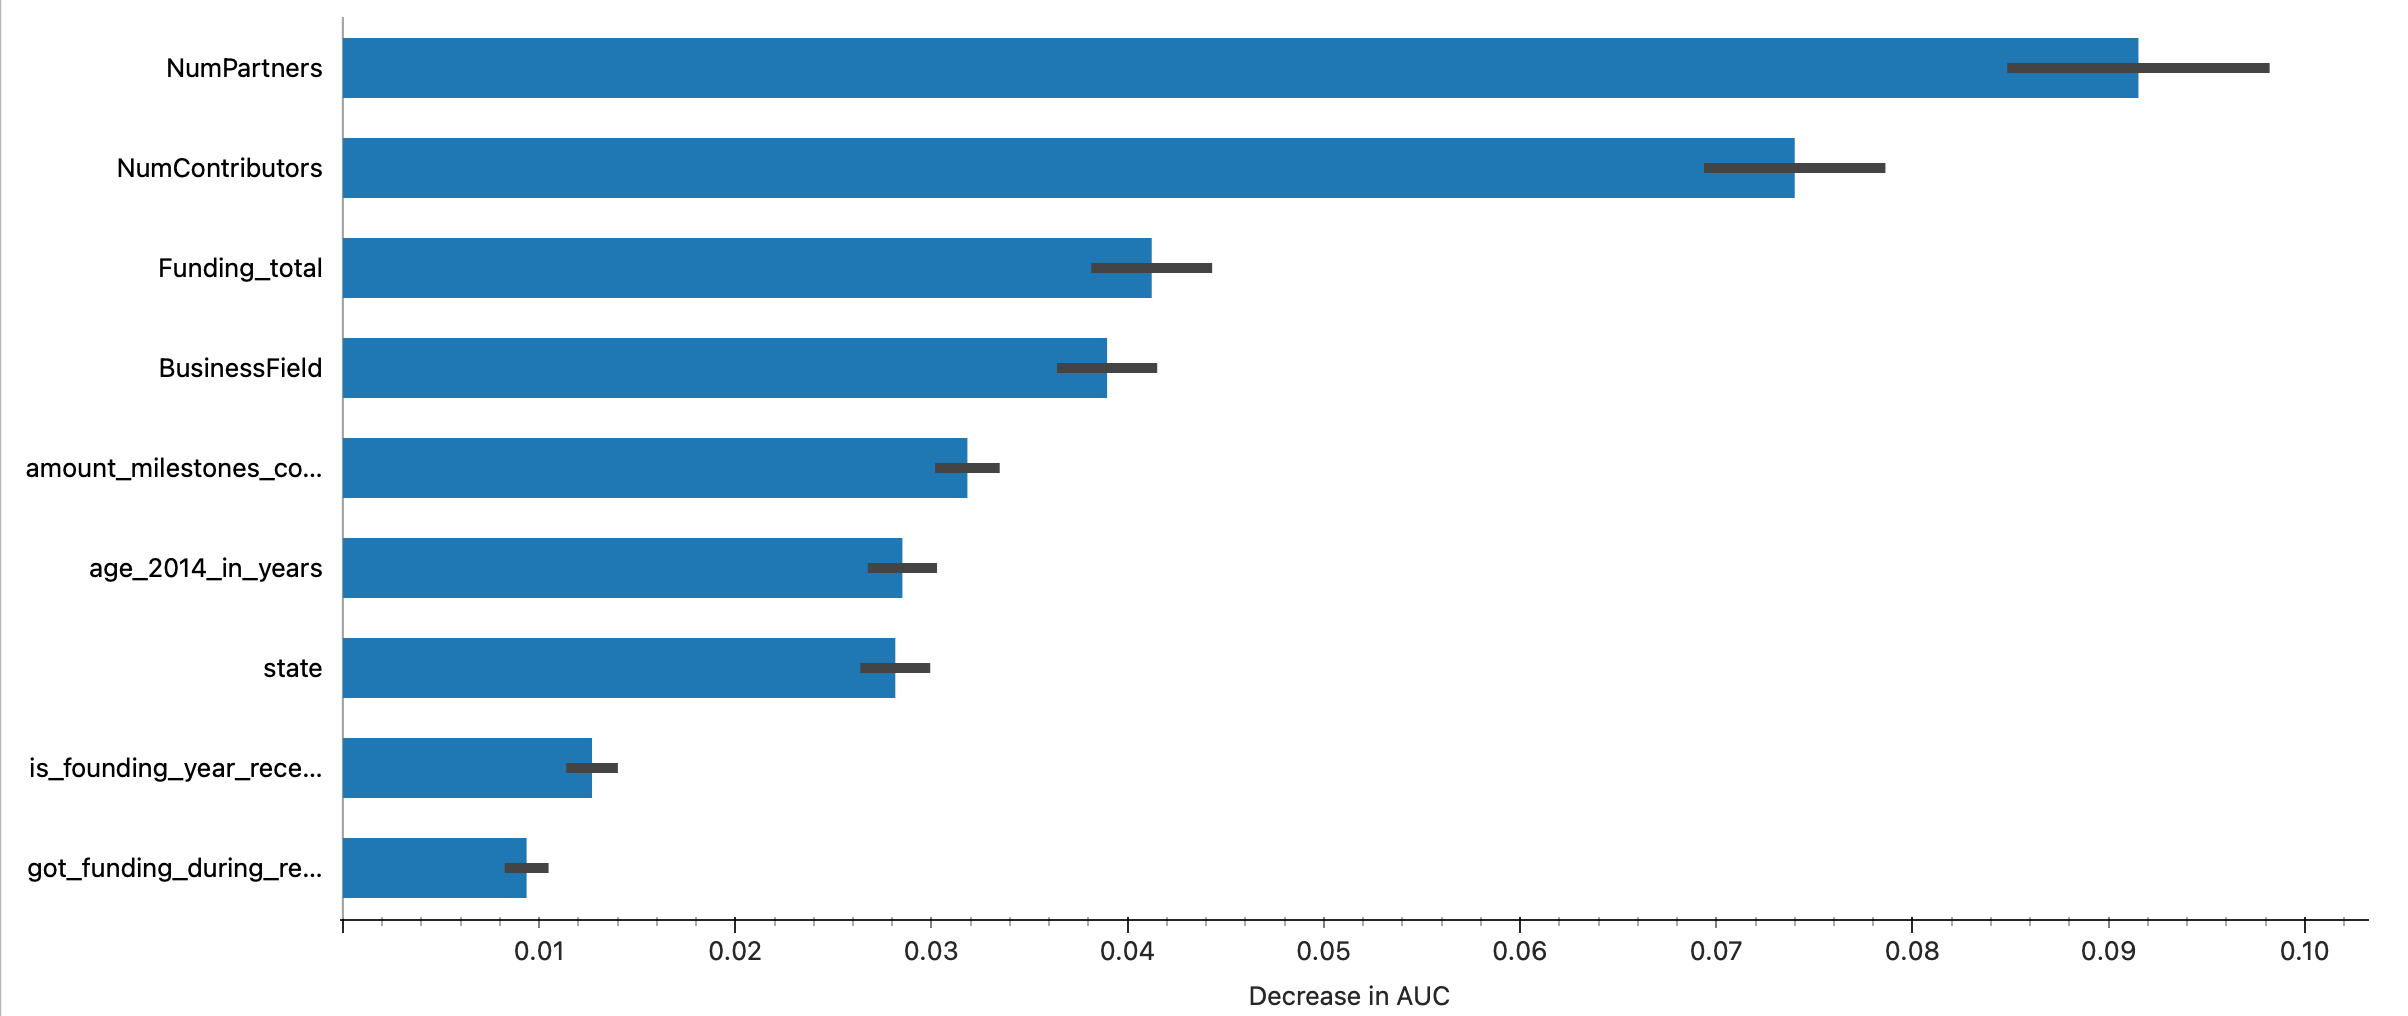 NumPartners
NumContributors
Funding_total
BusinessField
amount_milestones_co...
age_2014_in_years
state
is_founding_year_rece...
got_funding_during_re...
0.01 0.02 0.03 0.04 0.05 0.06 0.07 0.08 0.09 0.10
Decrease in AUC